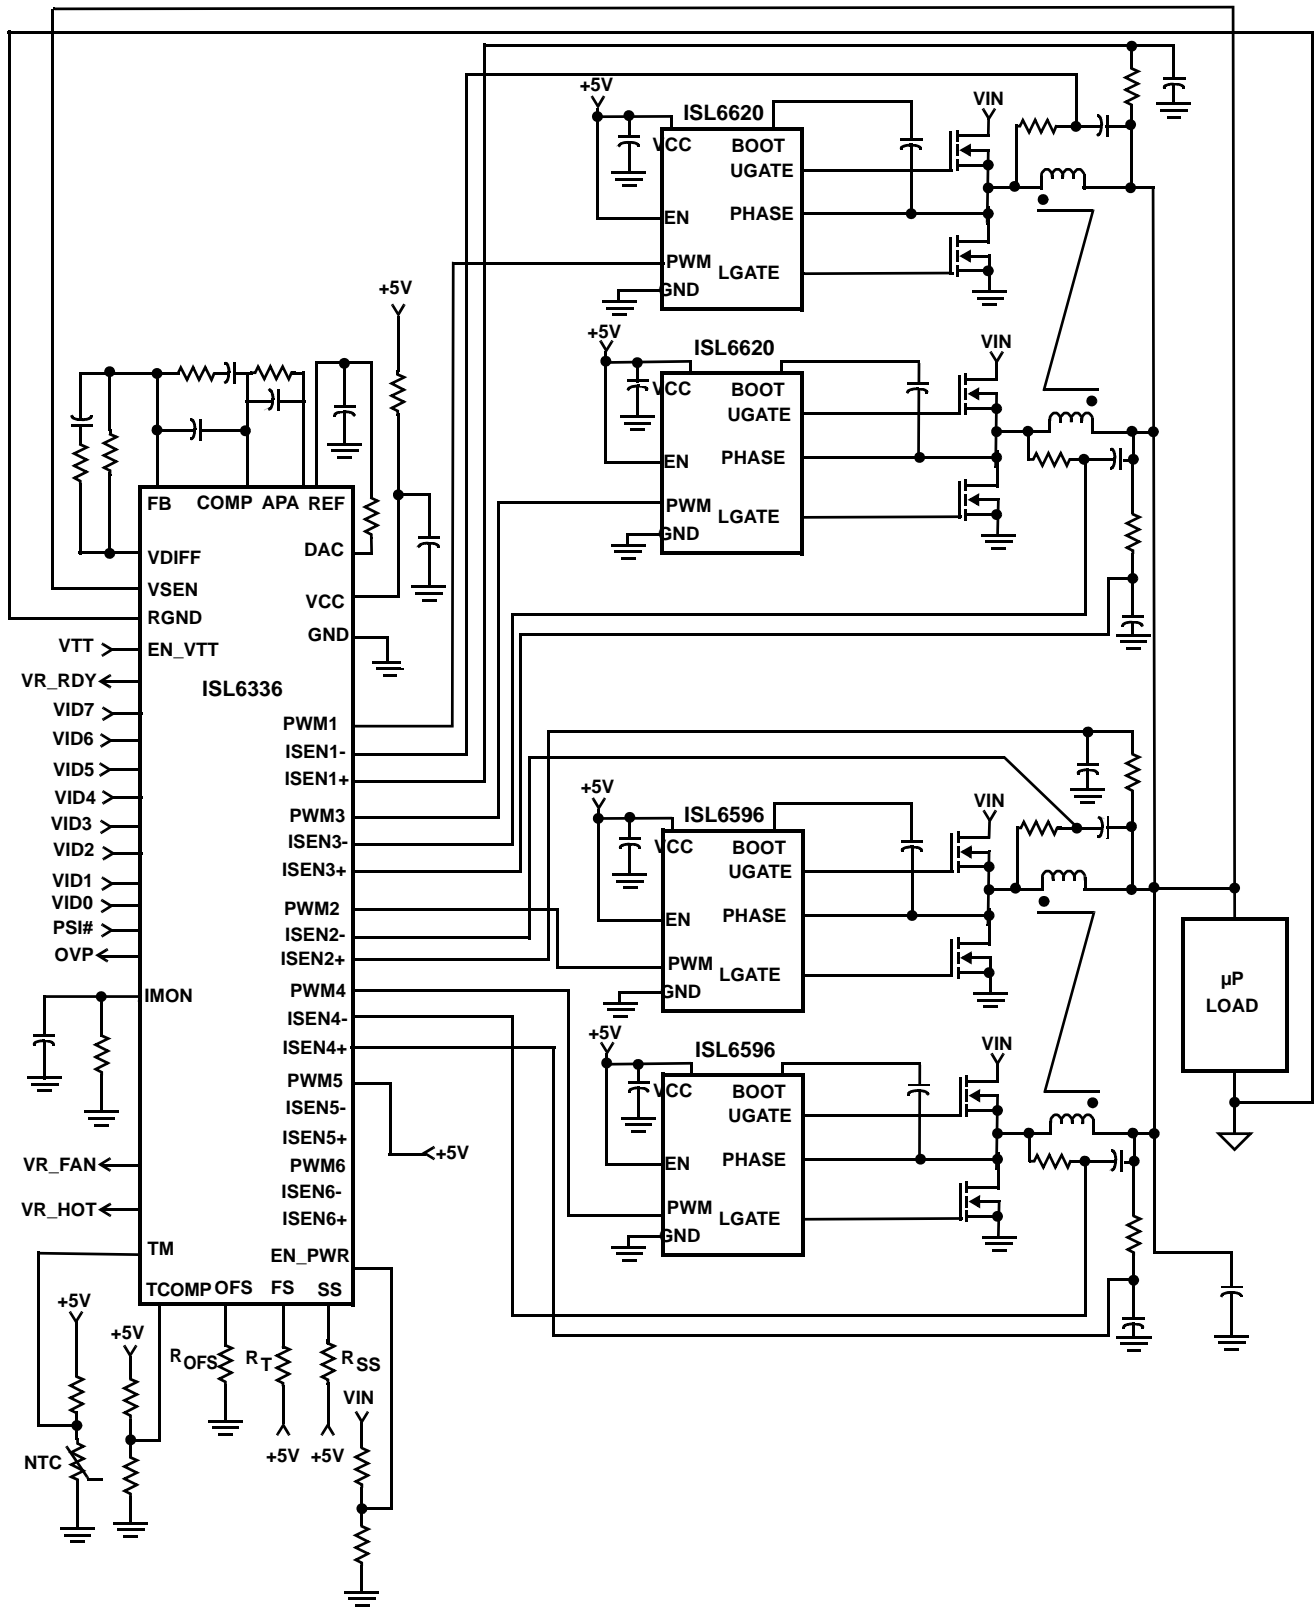 +5V
ISL6620
VCC
BOOT
UGATE
EN
PHASE
PWM
LGATE
GND
VIN
+5V
ISL6620
VCC
BOOT
UGATE
EN
PHASE
PWM
LGATE
GND
VIN
+5V
FB
COMP
APA
REF
DAC
VCC
GND
VDIFF
VSEN
RGND
VTT
EN_VTT
VR_RDY
ISL6336
VID7
VID6
VID5
VID4
VID3
VID2
VID1
VID0
PSI#
OVP
IMON
VR_FAN
VR_HOT
TM
TCOMP
OFS
FS
SS
PWM1
ISEN1-
ISEN1+
PWM3
ISEN3-
ISEN3+
PWM2
ISEN2-
ISEN2+
PWM4
ISEN4-
ISEN4+
PWM5
ISEN5-
ISEN5+
PWM6
ISEN6-
ISEN6+
EN_PWR
+5V
+5V
ISL6596
VCC
BOOT
UGATE
EN
PHASE
PWM
LGATE
GND
VIN
+5V
ISL6596
VCC
BOOT
UGATE
EN
PHASE
PWM
LGATE
GND
VIN
µP
LOAD
+5V
+5V
ROFS
RT
RSS
VIN
+5V
+5V
NTC